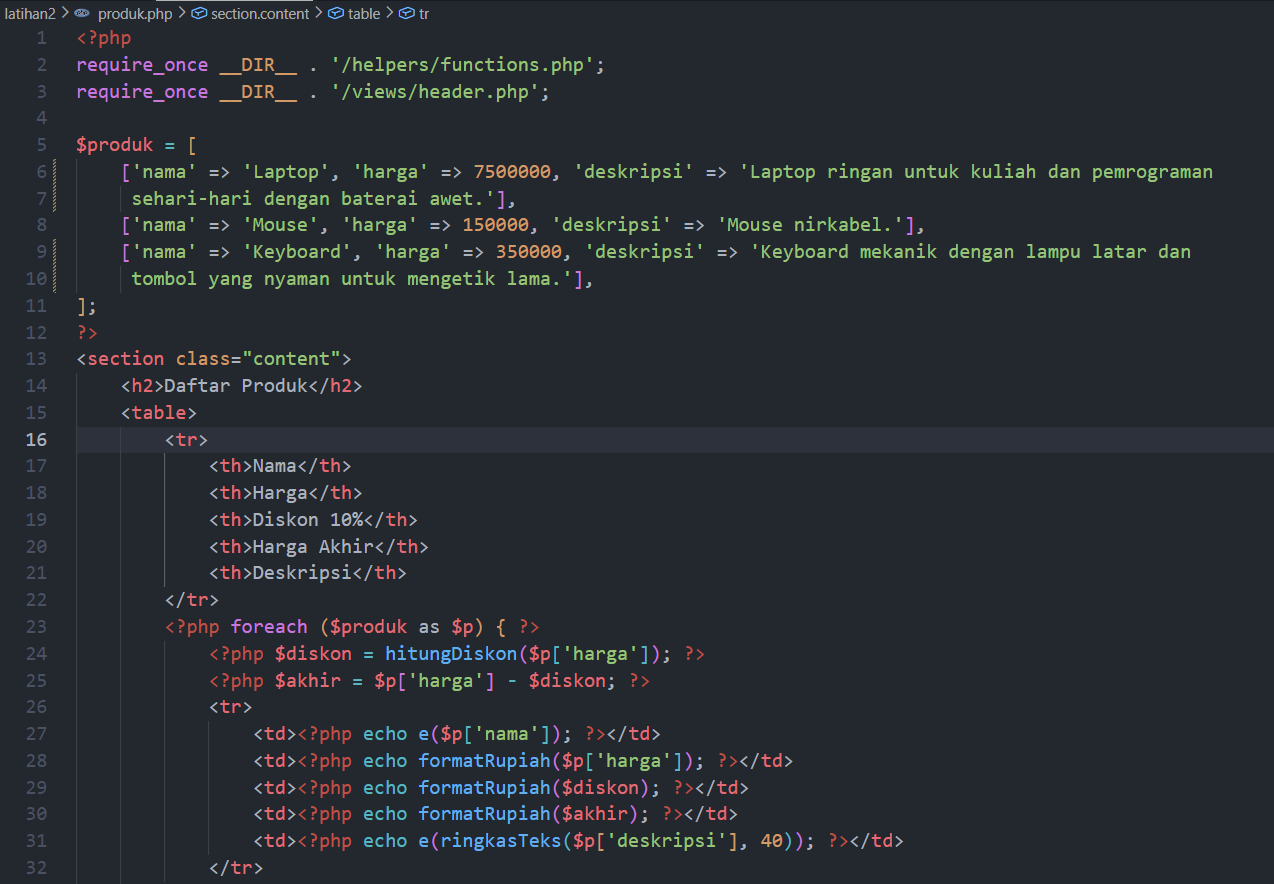 latihan2 > produk.php > section.content > table > tr
1 <?php
2 require_once __DIR__ . '/helpers/functions.php';
3 require_once __DIR__ . '/views/header.php';
4
5 $produk = [
6     ['nama' => 'Laptop', 'harga' => 7500000, 'deskripsi' => 'Laptop ringan untuk kuliah dan pemrograman
7      sehari-hari dengan baterai awet.'],
8     ['nama' => 'Mouse', 'harga' => 150000, 'deskripsi' => 'Mouse nirkabel.'],
9     ['nama' => 'Keyboard', 'harga' => 350000, 'deskripsi' => 'Keyboard mekanik dengan lampu latar dan
10      tombol yang nyaman untuk mengetik lama.'],
11 ];
12 ?>
13 <section class="content">
14     <h2>Daftar Produk</h2>
15     <table>
16         <tr>
17             <th>Nama</th>
18             <th>Harga</th>
19             <th>Diskon 10%</th>
20             <th>Harga Akhir</th>
21             <th>Deskripsi</th>
22         </tr>
23         <?php foreach ($produk as $p) { ?>
24             <?php $diskon = hitungDiskon($p['harga']); ?>
25             <?php $akhir = $p['harga'] - $diskon; ?>
26             <tr>
27                 <td><?php echo e($p['nama']); ?></td>
28                 <td><?php echo formatRupiah($p['harga']); ?></td>
29                 <td><?php echo formatRupiah($diskon); ?></td>
30                 <td><?php echo formatRupiah($akhir); ?></td>
31                 <td><?php echo e(ringkasTeks($p['deskripsi'], 40)); ?></td>
32             </tr>